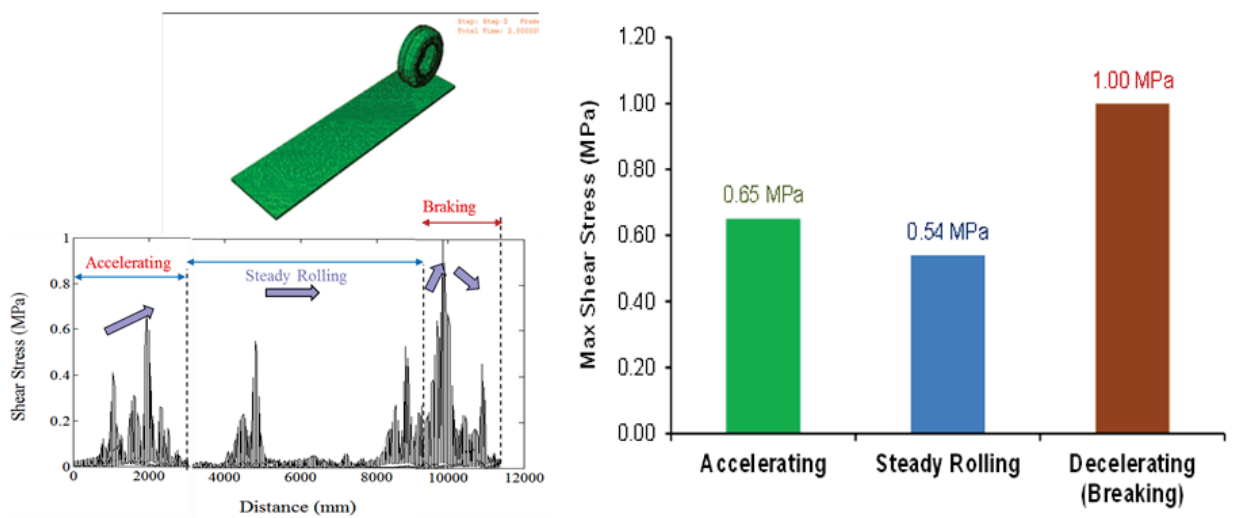 Step: Step-2 Frame
Total Time: 3.000000
Braking
Accelerating
Steady Rolling
Shear Stress (MPa)
1
0.8
0.6
0.4
0.2
0
0
2000
4000
6000
8000
10000
12000
Distance (mm)
Max Shear Stress (MPa)
1.20
1.00
0.80
0.60
0.40
0.20
0.00
0.65 MPa
0.54 MPa
1.00 MPa
Accelerating
Steady Rolling
Decelerating
(Breaking)